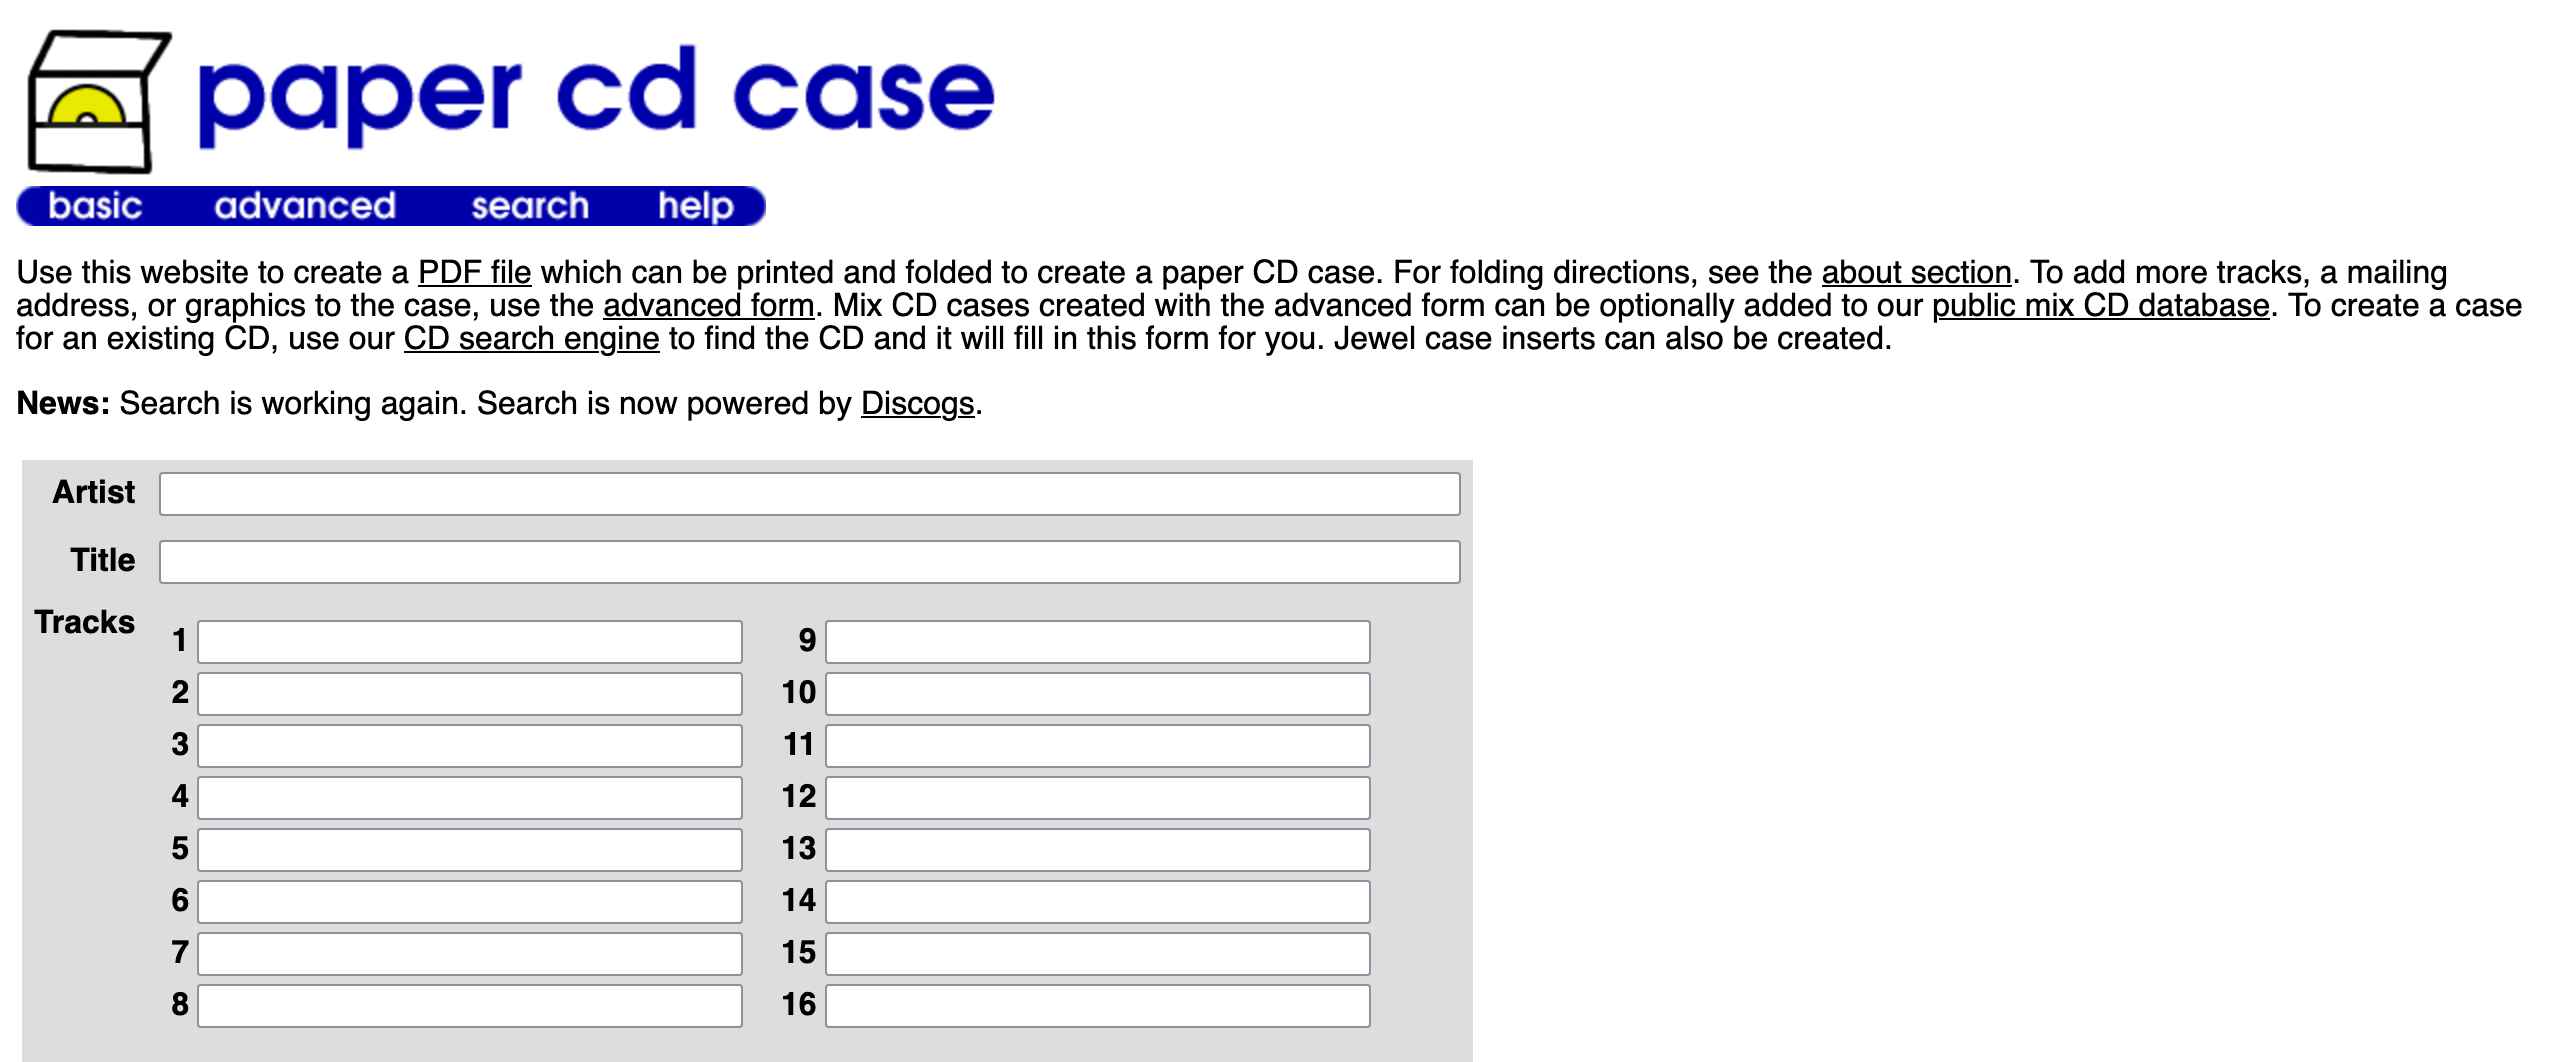 paper cd case
basic advanced search help
Use this website to create a PDF file which can be printed and folded to create a paper CD case. For folding directions, see the about section. To add more tracks, a mailing
address, or graphics to the case, use the advanced form. Mix CD cases created with the advanced form can be optionally added to our public mix CD database. To create a case
for an existing CD, use our CD search engine to find the CD and it will fill in this form for you. Jewel case inserts can also be created.
News: Search is working again. Search is now powered by Discogs.
Artist
Title
Tracks
1 9
2 10
3 11
4 12
5 13
6 14
7 15
8 16